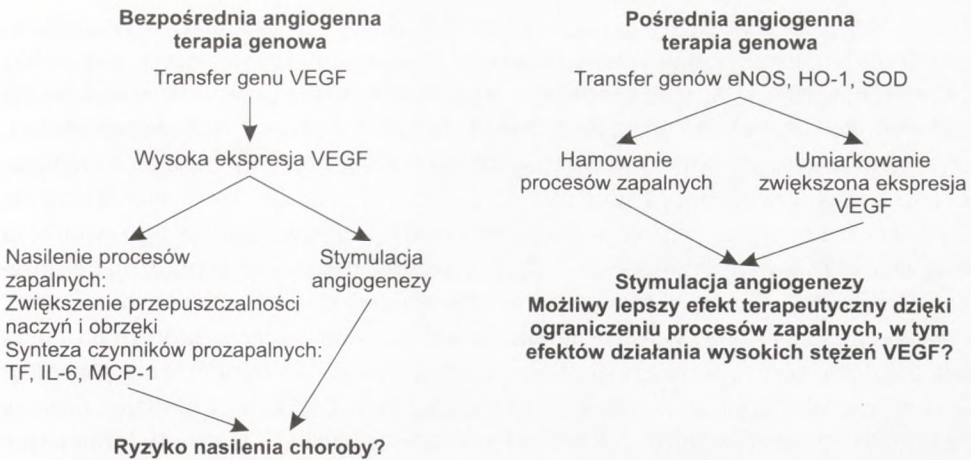 Bezpośrednia angiogenna
terapia genowa
Transfer genu VEGF
Wysoka ekspresja VEGF
Nasilenie procesów
zapalnych:
Zwiększenie przepuszczalności
naczyń i obrzęki
Synteza czynników prozapalnych:
TF, IL-6, MCP-1
Stymulacja
angiogenezy
Ryzyko nasilenia choroby?
Pośrednia angiogenna
terapia genowa
Transfer genów eNOS, HO-1, SOD
Hamowanie
procesów zapalnych
Umiarkowanie
zwiększona ekspresja
VEGF
Stymulacja angiogenezy
Możliwy lepszy efekt terapeutyczny dzięki
ograniczeniu procesów zapalnych, w tym
efektów działania wysokich stężeń VEGF?